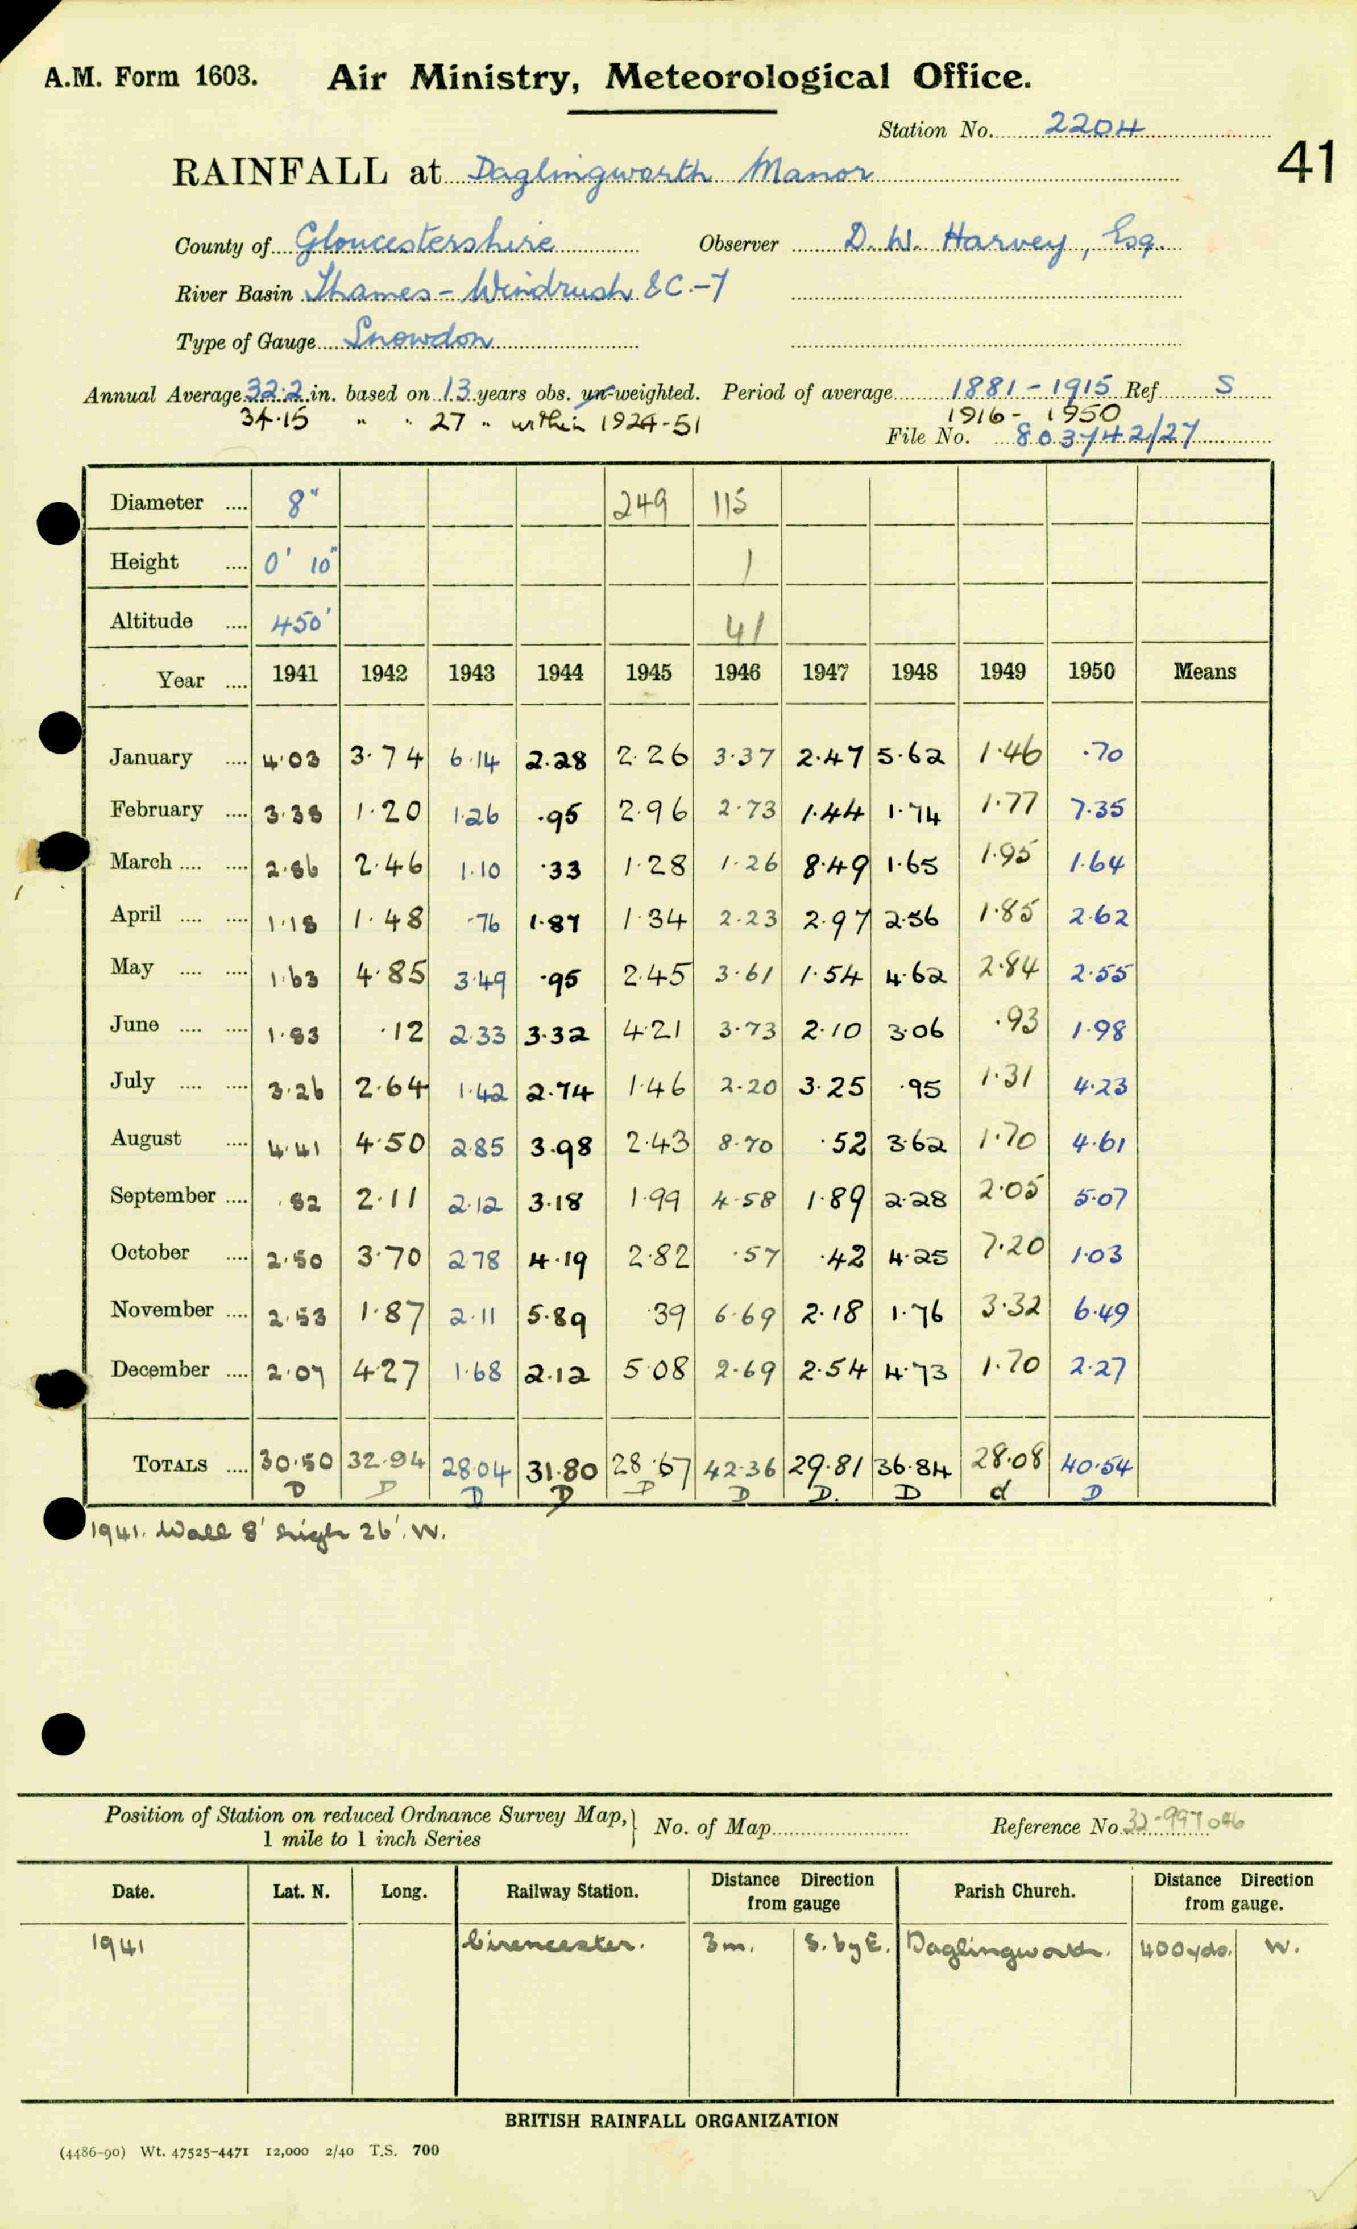 A.M. Form 1603. Air Ministry, Meteorological Office.
Station No. 2204
41
RAINFALL at Daglingworth Manor
County of Gloucestershire Observer D. W. Harvey, Esq.
River Basin Thames - Windrush &C.-7
Type of Gauge Snowdon
Annual Average 32.2 in. based on 13 years obs. un-weighted. Period of average 1881-1915 Ref. S
34.15 " " 27 " within 1924-51 1916-1950
File No. 803742/27
Diameter .... 8" 249 115
Height .... 0' 10" 1
Altitude .... 450' 41
Year .... 1941 1942 1943 1944 1945 1946 1947 1948 1949 1950 Means
January .... 4.03 3.74 6.14 2.28 2.26 3.37 2.47 5.62 1.46 .70
February .... 3.38 1.20 1.26 .95 2.96 2.73 1.44 1.74 1.77 7.35
March .... .... 2.86 2.46 1.10 .33 1.28 1.26 8.49 1.65 1.95 1.64
April .... .... 1.18 1.48 .76 1.87 1.34 2.23 2.97 2.56 1.85 2.62
May .... .... 1.63 4.85 3.49 .95 2.45 3.61 1.54 4.62 2.84 2.55
June .... .... 1.83 .12 2.33 3.32 4.21 3.73 2.10 3.06 .93 1.98
July .... .... 3.26 2.64 1.42 2.74 1.46 2.20 3.25 .95 1.31 4.23
August .... 4.41 4.50 2.85 3.98 2.43 8.70 .52 3.62 1.70 4.61
September .... .82 2.11 2.12 3.18 1.99 4.58 1.89 2.28 2.05 5.07
October .... 2.50 3.70 2.78 4.19 2.82 .57 .42 4.25 7.20 1.03
November .... 2.53 1.87 2.11 5.89 .39 6.69 2.18 1.76 3.32 6.49
December .... 2.07 4.27 1.68 2.12 5.08 2.69 2.54 4.73 1.70 2.27
TOTALS .... 30.50 32.94 28.04 31.80 28.67 42.36 29.81 36.84 28.08 40.54
D D D D D D D. D d D
1941. Wall 8' high 26'. W.
Position of Station on reduced Ordnance Survey Map, 1 mile to 1 inch Series } No. of Map Reference No. 32-997046
Date. Lat. N. Long. Railway Station. Distance Direction from gauge Parish Church. Distance Direction from gauge.
1941 Cirencester. 3m. S. by E. Daglingworth. 400yds. W.
BRITISH RAINFALL ORGANIZATION
(4486-90) Wt. 47525-4471 12,000 2/40 T.S. 700